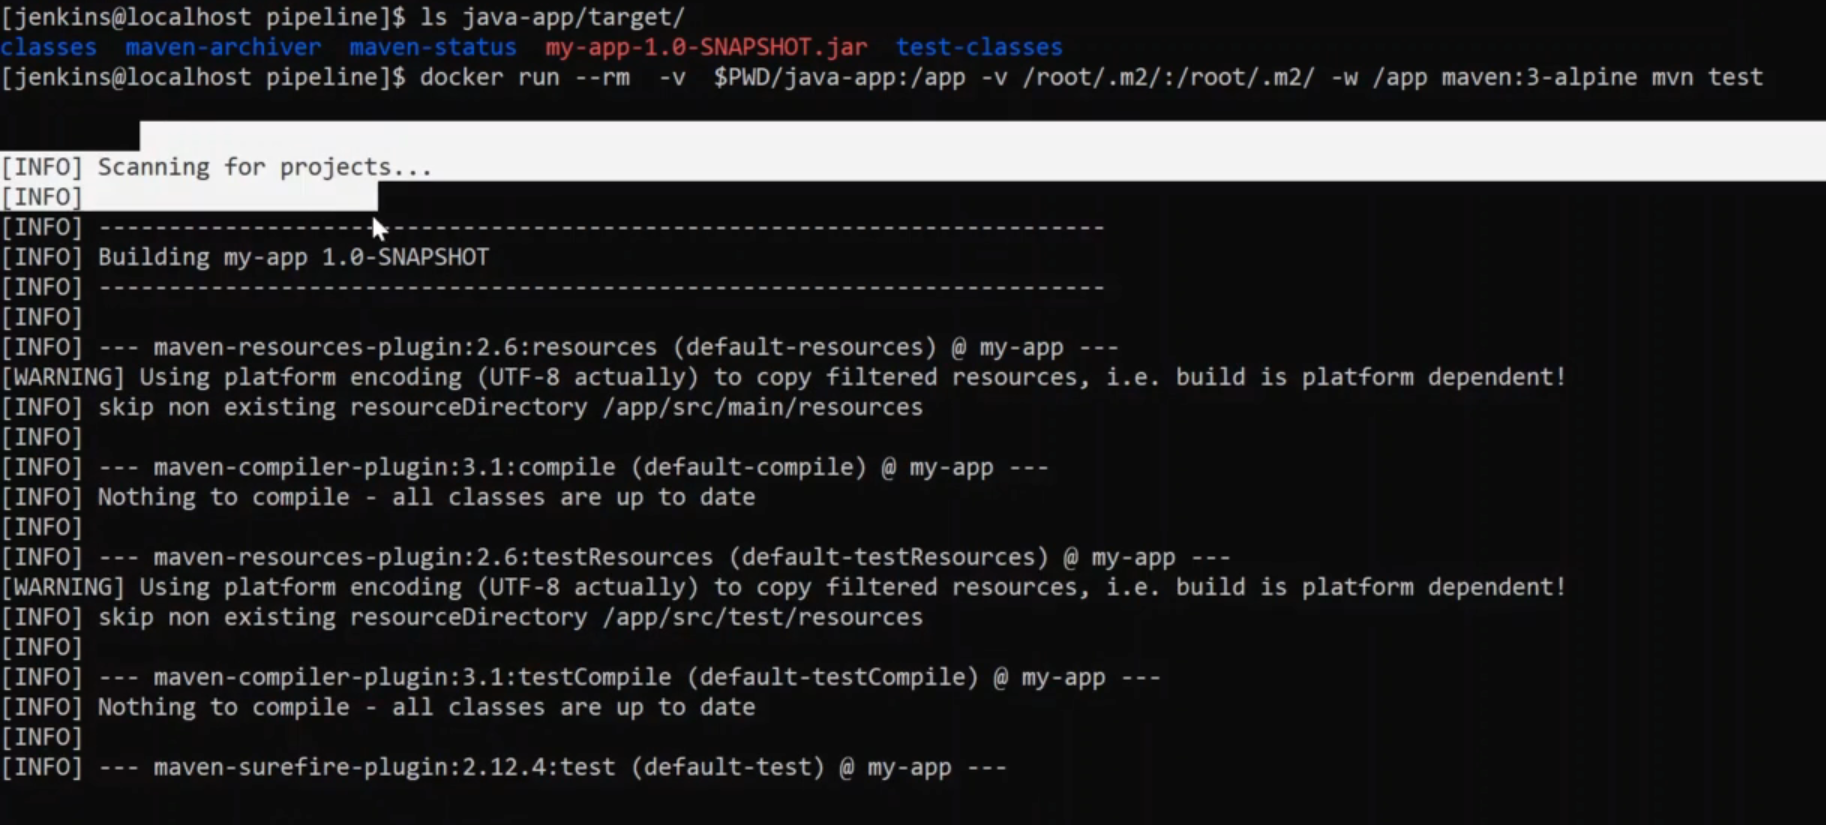 [jenkins@localhost pipeline]$ ls java-app/target/
classes  maven-archiver  maven-status  my-app-1.0-SNAPSHOT.jar  test-classes
[jenkins@localhost pipeline]$ docker run --rm  -v  $PWD/java-app:/app -v /root/.m2/:/root/.m2/ -w /app maven:3-alpine mvn test
[INFO] Scanning for projects...
[INFO]
[INFO] ------------------------------------------------------------------------
[INFO] Building my-app 1.0-SNAPSHOT
[INFO] ------------------------------------------------------------------------
[INFO]
[INFO] --- maven-resources-plugin:2.6:resources (default-resources) @ my-app ---
[WARNING] Using platform encoding (UTF-8 actually) to copy filtered resources, i.e. build is platform dependent!
[INFO] skip non existing resourceDirectory /app/src/main/resources
[INFO]
[INFO] --- maven-compiler-plugin:3.1:compile (default-compile) @ my-app ---
[INFO] Nothing to compile - all classes are up to date
[INFO]
[INFO] --- maven-resources-plugin:2.6:testResources (default-testResources) @ my-app ---
[WARNING] Using platform encoding (UTF-8 actually) to copy filtered resources, i.e. build is platform dependent!
[INFO] skip non existing resourceDirectory /app/src/test/resources
[INFO]
[INFO] --- maven-compiler-plugin:3.1:testCompile (default-testCompile) @ my-app ---
[INFO] Nothing to compile - all classes are up to date
[INFO]
[INFO] --- maven-surefire-plugin:2.12.4:test (default-test) @ my-app ---